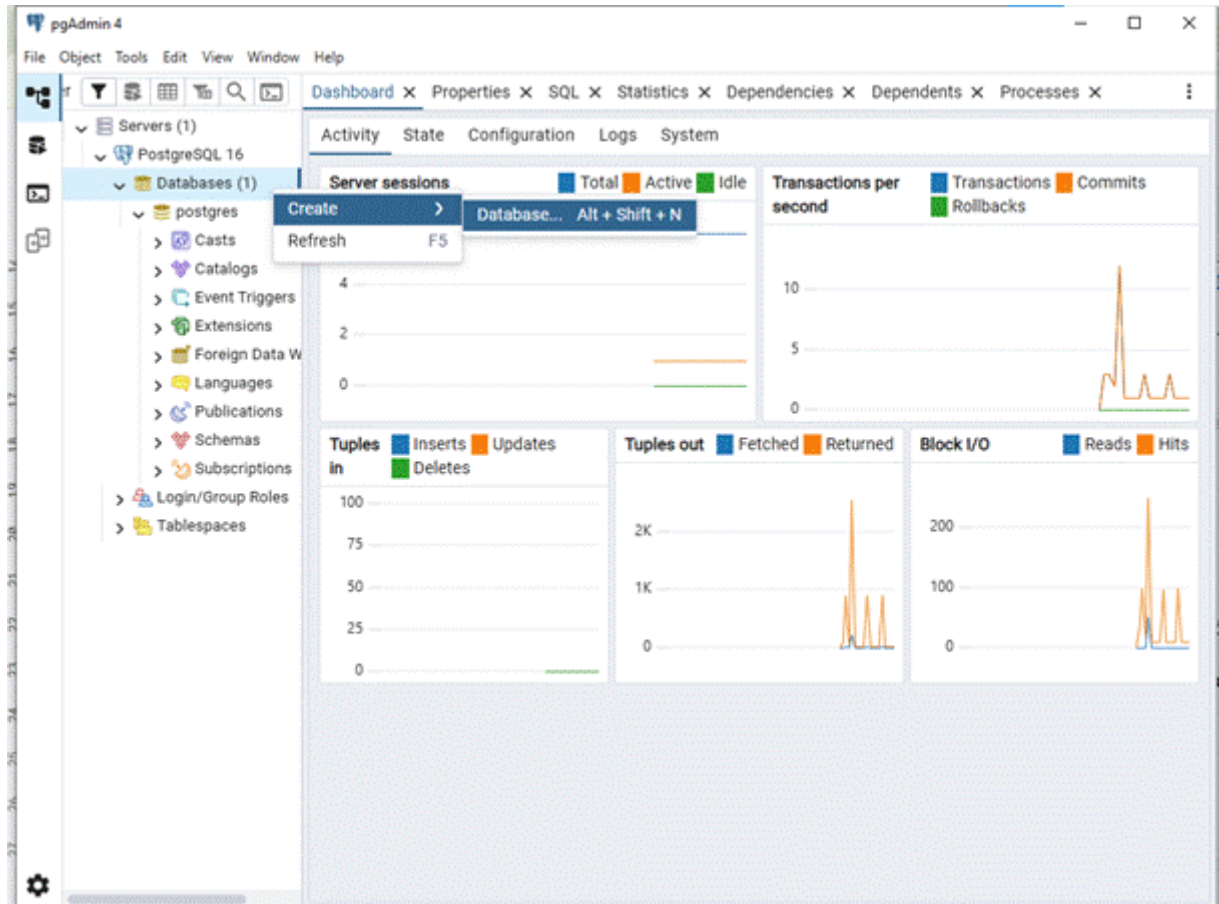 pgAdmin 4
File Object Tools Edit View Window Help
Dashboard Properties SQL Statistics Dependencies Dependents Processes
Servers (1)
PostgreSQL 16
Databases (1)
postgres
Casts
Catalogs
Event Triggers
Extensions
Foreign Data W
Languages
Publications
Schemas
Subscriptions
Login/Group Roles
Tablespaces
Create
Refresh F5
Database... Alt + Shift + N
Activity State Configuration Logs System
Server sessions Total Active Idle
4
2
0
Transactions per second
Transactions Commits
Rollbacks
10
5
0
Tuples in
Inserts Updates
Deletes
100
75
50
25
0
Tuples out Fetched Returned
2K
1K
0
Block I/O Reads Hits
200
100
0